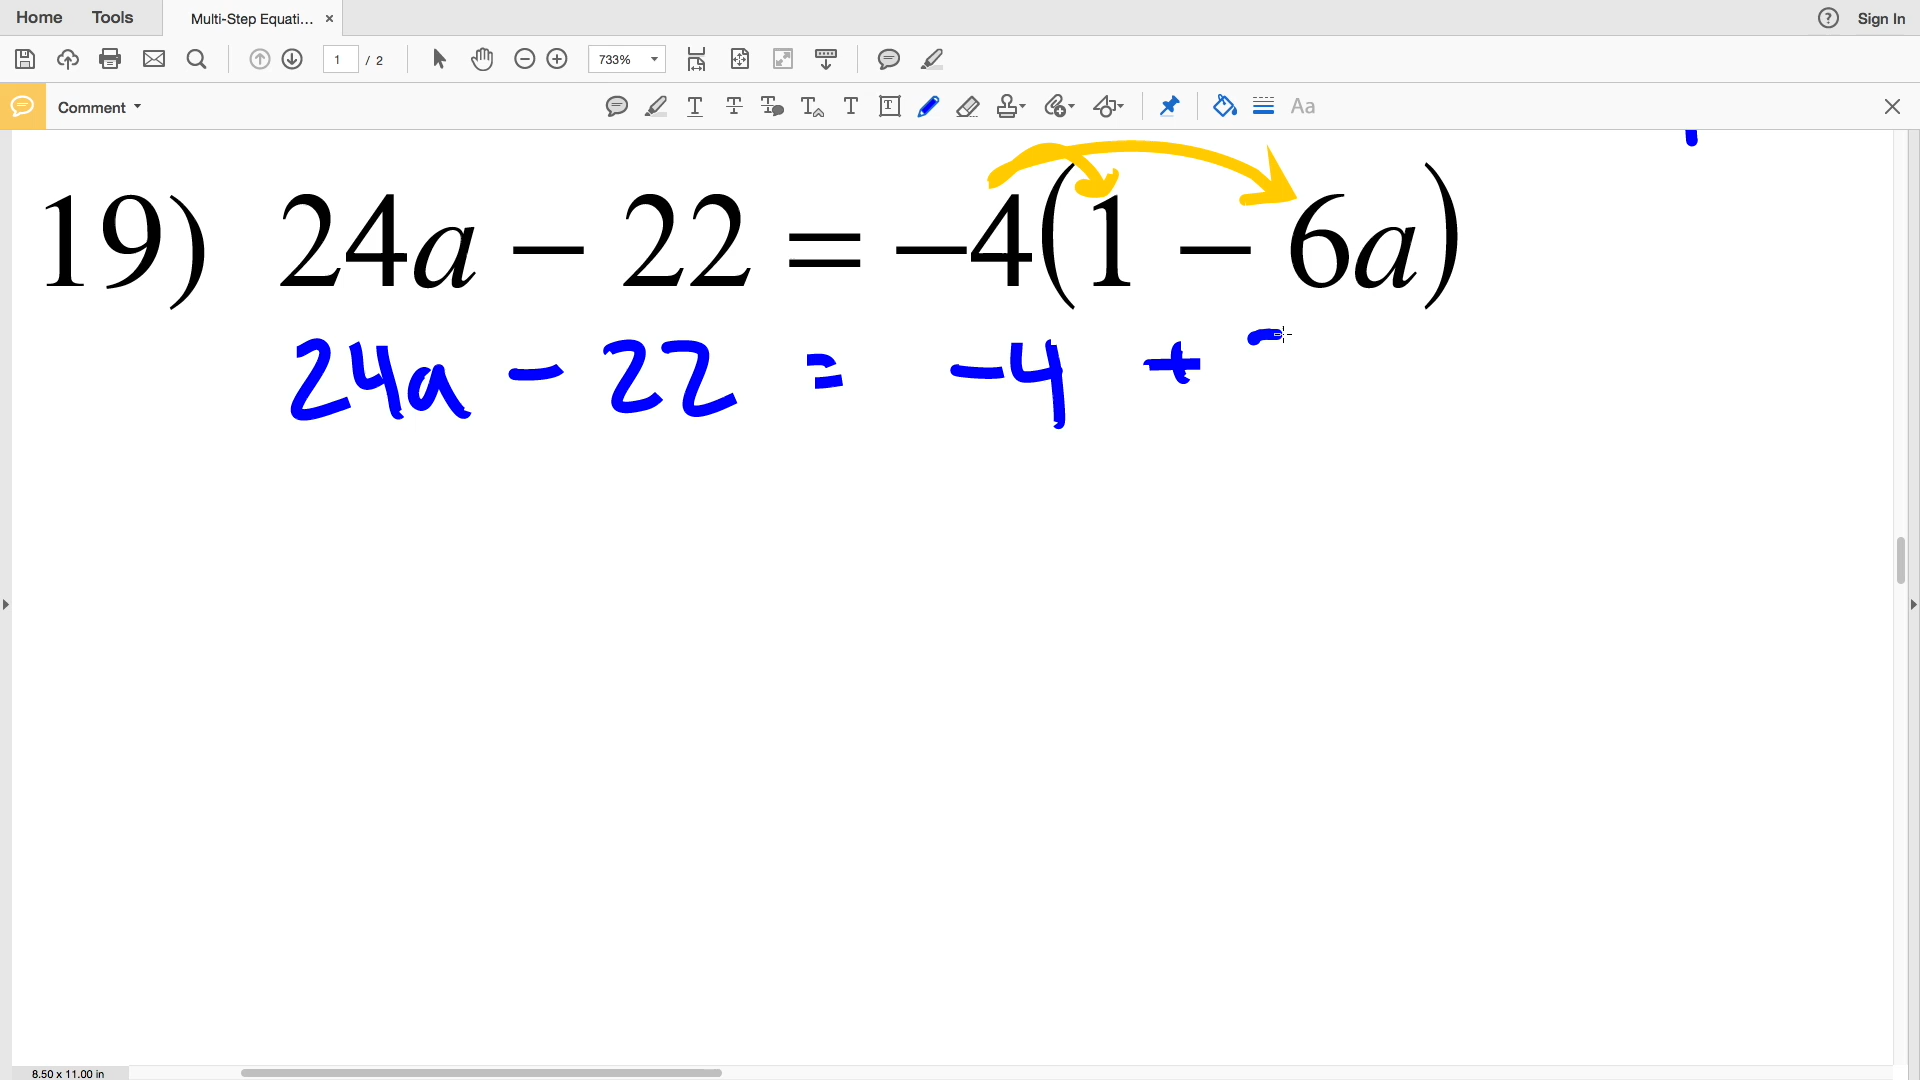 Home Tools Multi-Step Equati... × ? Sign In
1 / 2 733%
Comment T T T T T T Aa
19) 24a − 22 = −4(1 − 6a)
24a − 22 = −4 +
8.50 x 11.00 in